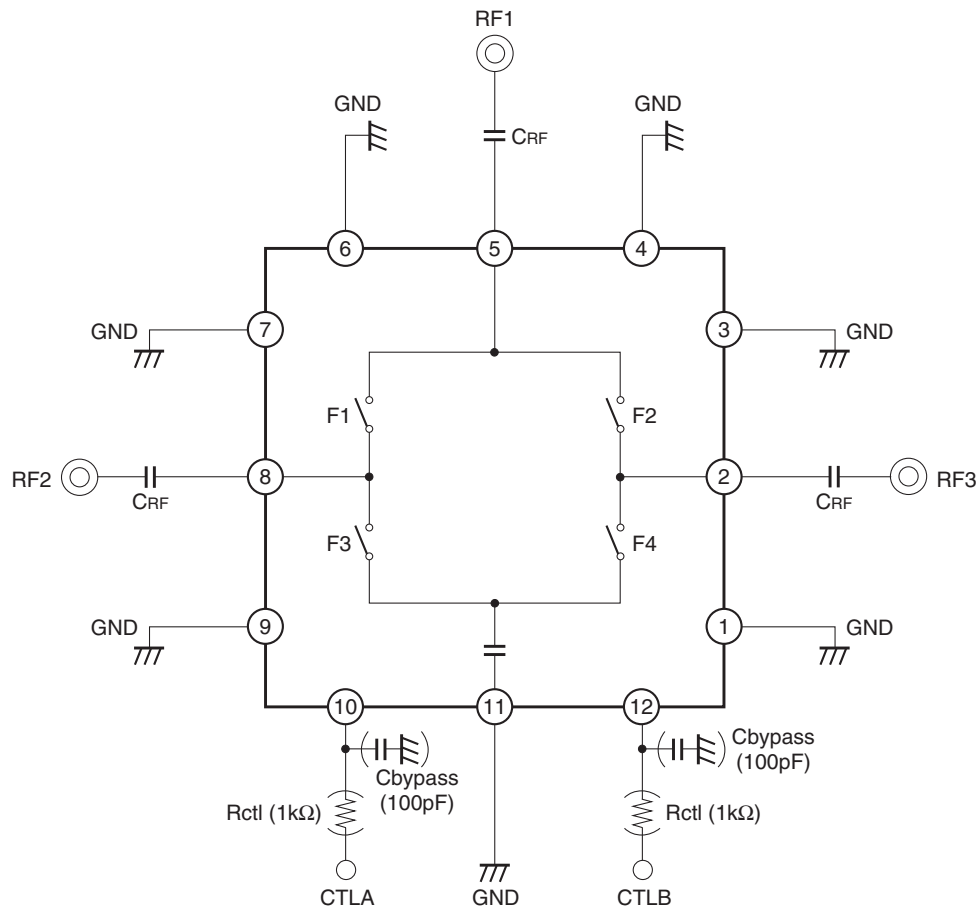 RF1
GND
CRF
GND
6
5
4
GND
7
3
GND
F1
F2
RF2
CRF
8
2
CRF
RF3
F3
F4
GND
9
1
GND
10
11
12
Cbypass
(100pF)
Cbypass
(100pF)
Rctl (1kΩ)
Rctl (1kΩ)
CTLA
GND
CTLB